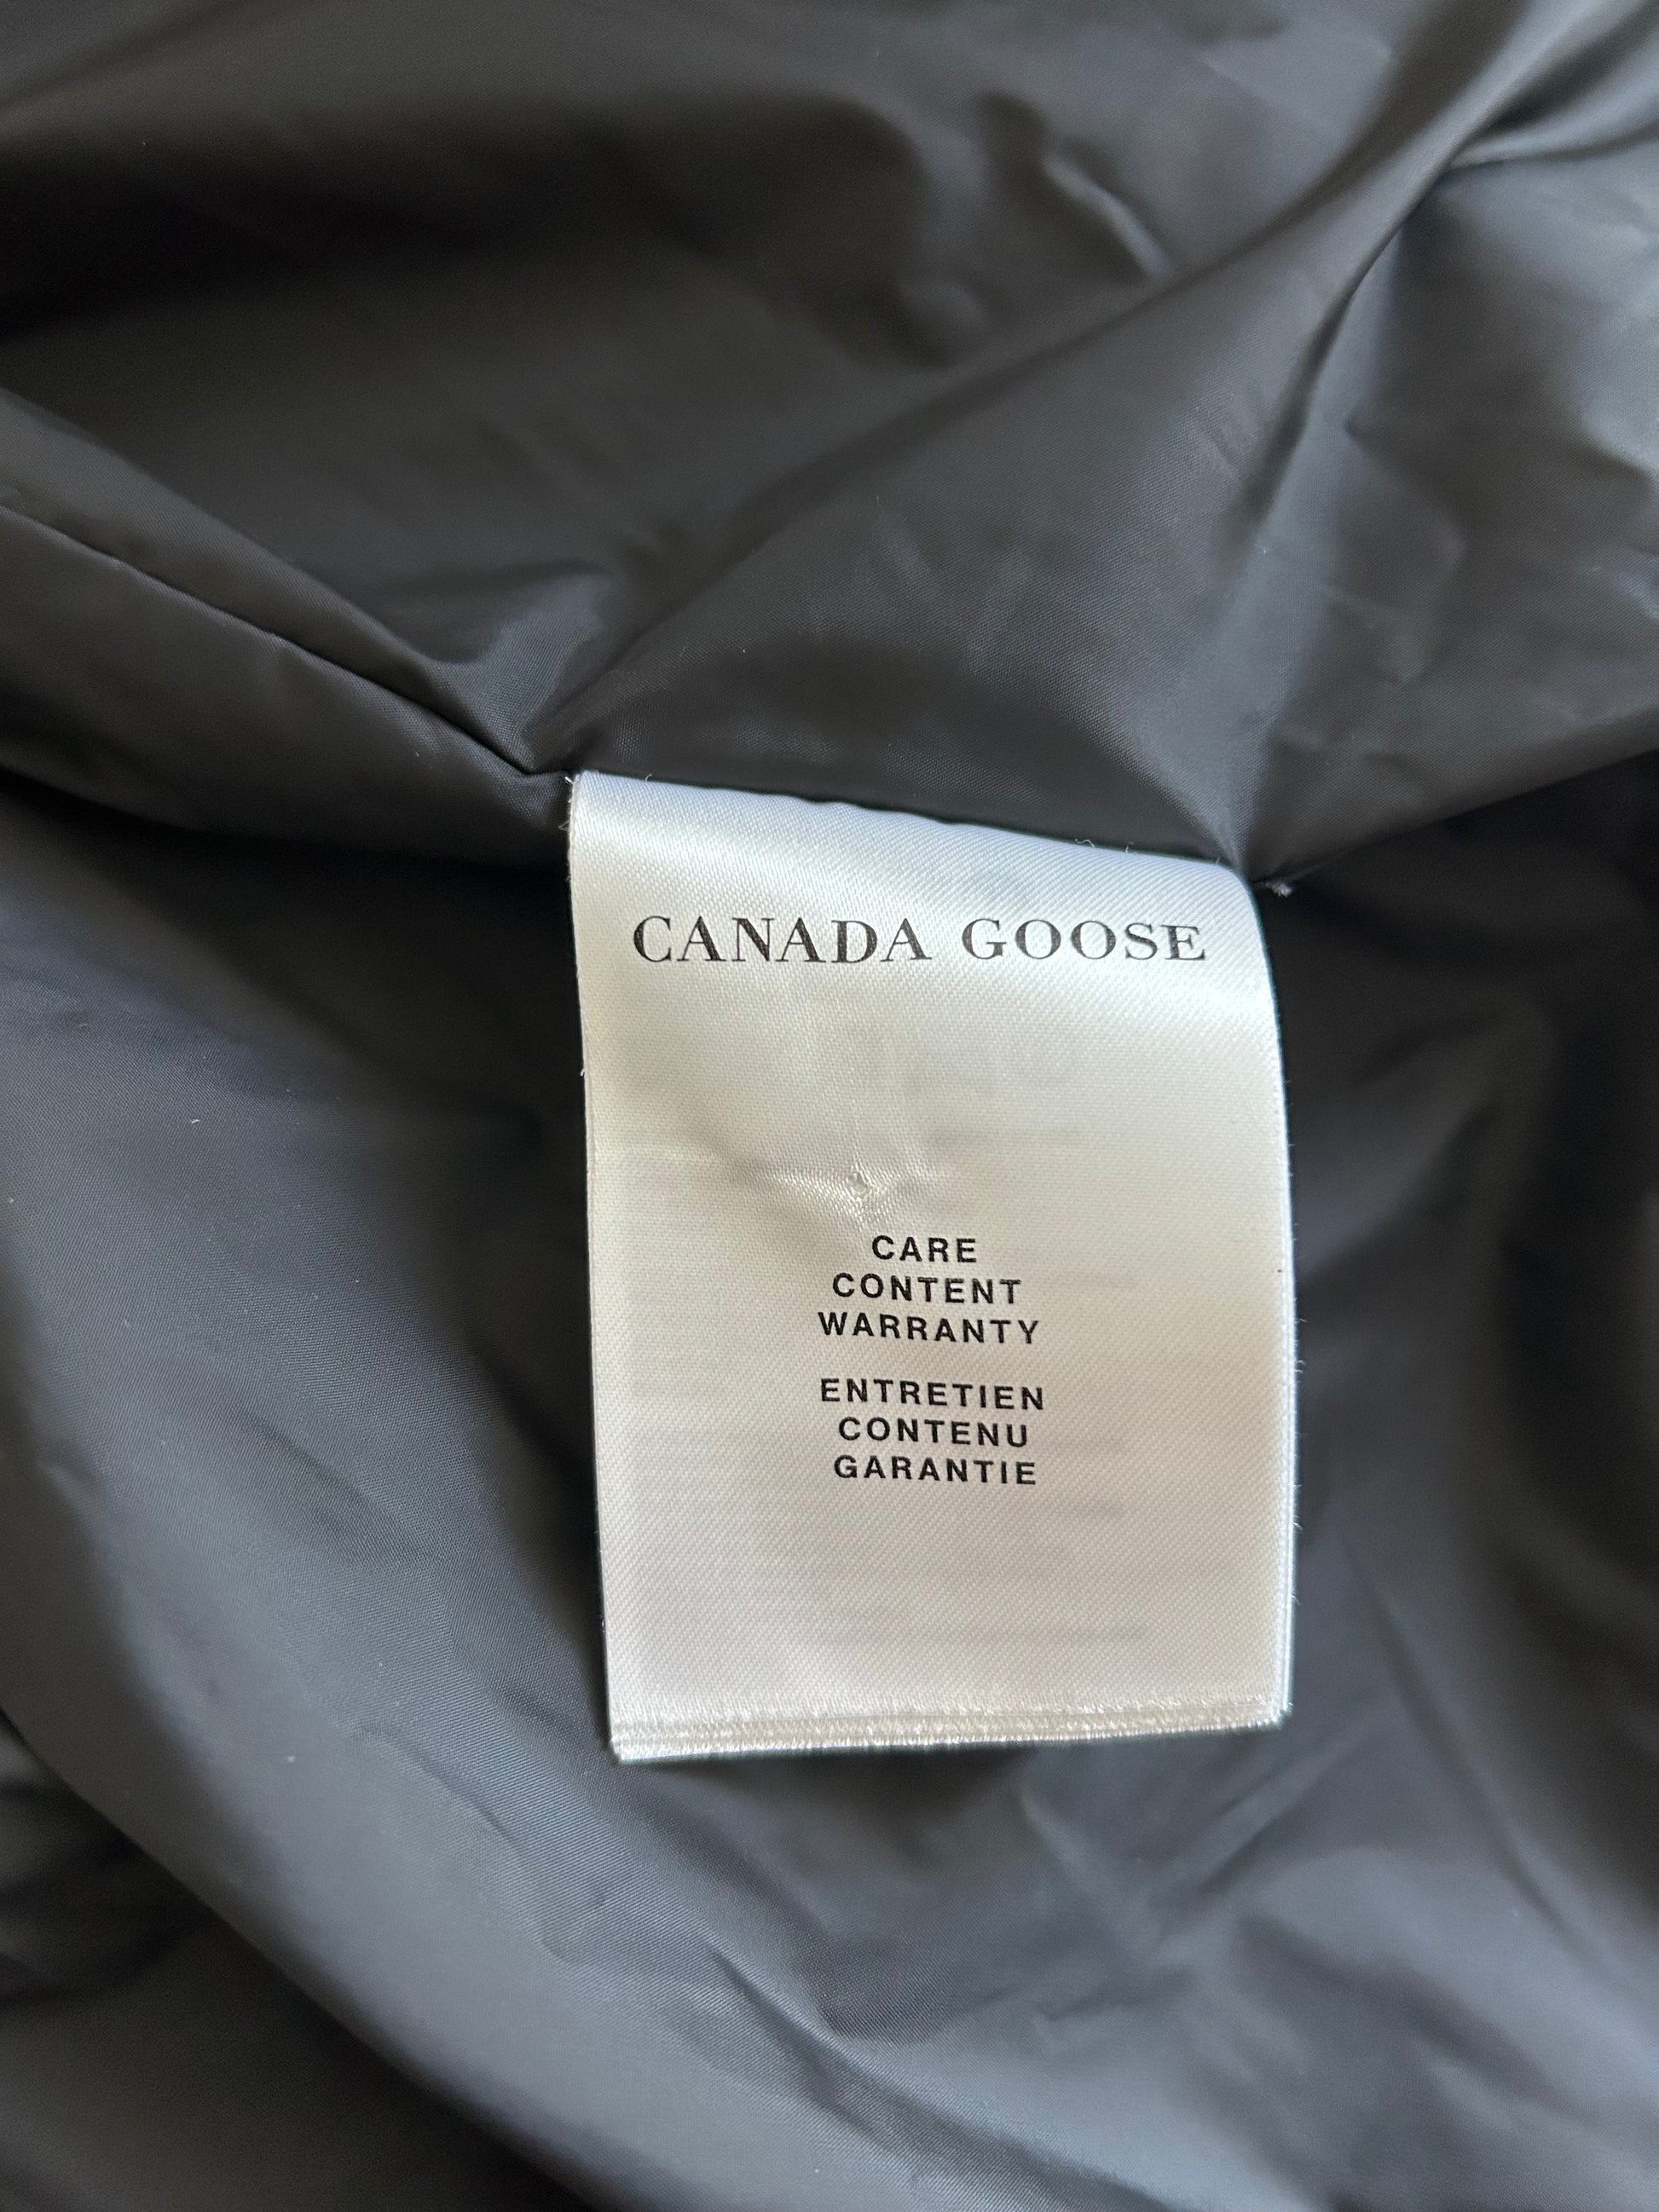 CANADA GOOSE
CARE
CONTENT
WARRANTY
ENTRETIEN
CONTENU
GARANTIE